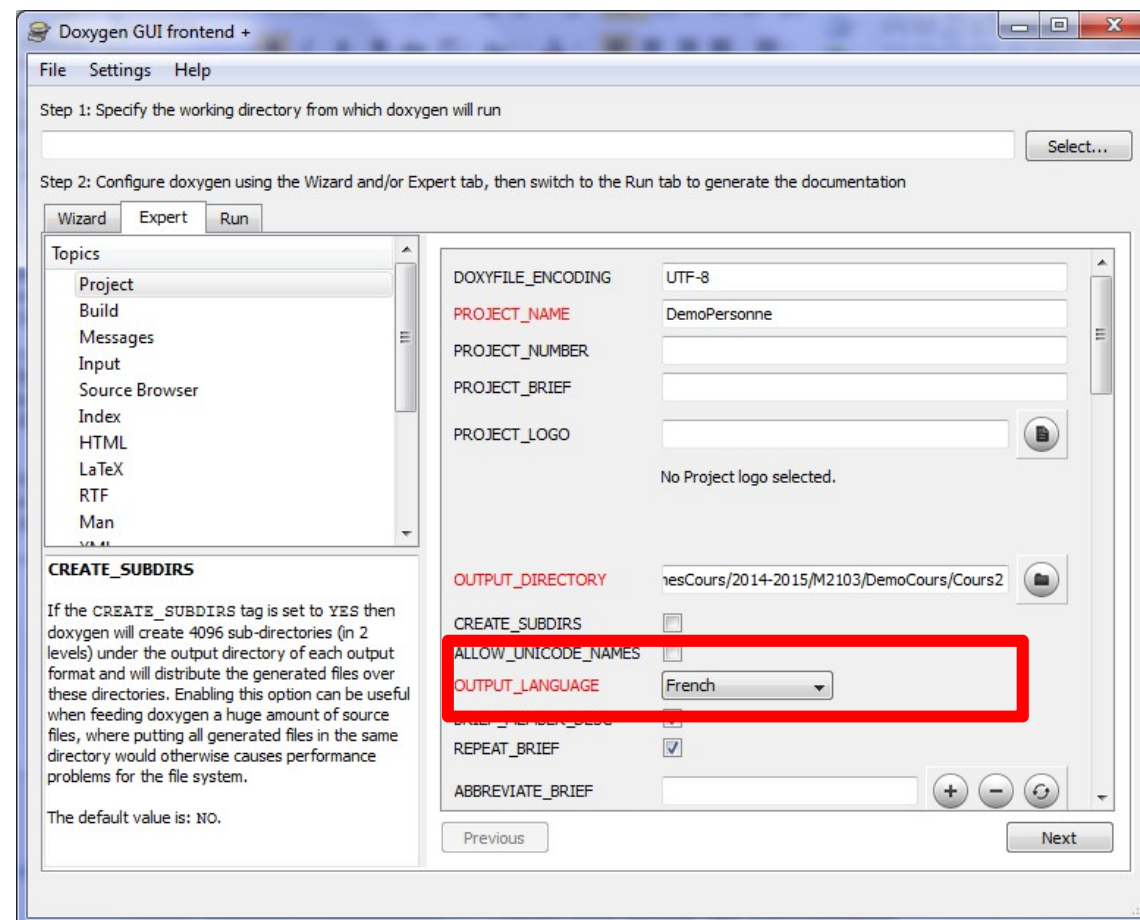 Doxygen GUI frontend +
File Settings Help
Step 1: Specify the working directory from which doxygen will run
Select...
Step 2: Configure doxygen using the Wizard and/or Expert tab, then switch to the Run tab to generate the documentation
Wizard Expert Run
Topics
Project
Build
Messages
Input
Source Browser
Index
HTML
LaTeX
RTF
Man
CREATE_SUBDIRS
If the CREATE_SUBDIRS tag is set to YES then
doxygen will create 4096 sub-directories (in 2
levels) under the output directory of each output
format and will distribute the generated files over
these directories. Enabling this option can be useful
when feeding doxygen a huge amount of source
files, where putting all generated files in the same
directory would otherwise causes performance
problems for the file system.
The default value is: NO.
DOXYFILE_ENCODING UTF-8
PROJECT_NAME DemoPersonne
PROJECT_NUMBER
PROJECT_BRIEF
PROJECT_LOGO
No Project logo selected.
OUTPUT_DIRECTORY nesCours/2014-2015/M2103/DemoCours/Cours2
CREATE_SUBDIRS
ALLOW_UNICODE_NAMES
OUTPUT_LANGUAGE French
REPEAT_BRIEF
ABBREVIATE_BRIEF
Previous Next